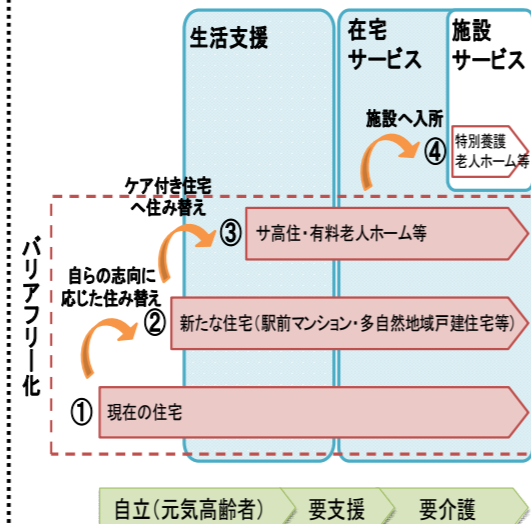 生活支援
在宅
サービス
施設
サービス
施設へ入所
④
特別養護
老人ホーム等
ケア付き住宅
へ住み替え
③
サ高住・有料老人ホーム等
バリアフリー化
自らの志向に
応じた住み替え
②
新たな住宅(駅前マンション・多自然地域戸建住宅等)
①
現在の住宅
自立(元気高齢者)
要支援
要介護